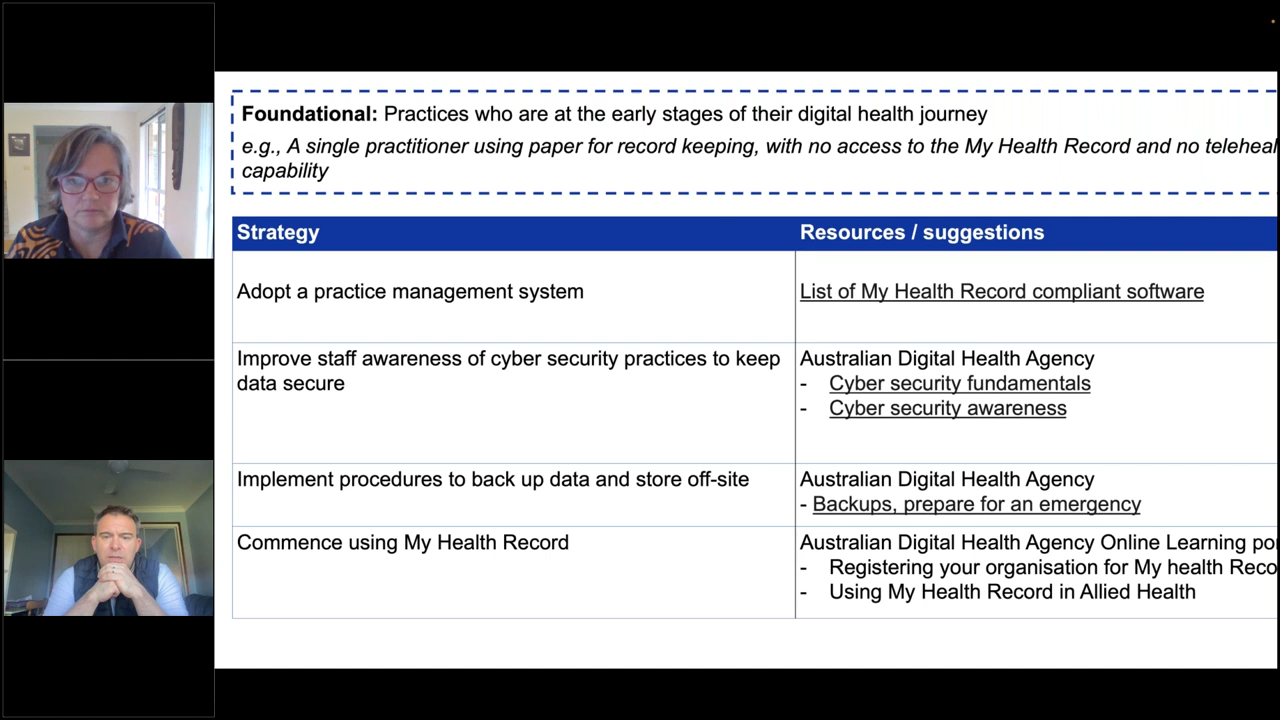 Foundational: Practices who are at the early stages of their digital health journey
e.g., A single practitioner using paper for record keeping, with no access to the My Health Record and no
capability
Strategy
Resources / suggestions
Adopt a practice management system
List of My Health Record compliant software
Improve staff awareness of cyber security practices to keep
data secure
Australian Digital Health Agency
- Cyber security fundamentals
- Cyber security awareness
Implement procedures to back up data and store off-site
Australian Digital Health Agency
- Backups, prepare for an emergency
Commence using My Health Record
Australian Digital Health Agency Online Learning
- Registering your organisation for My health
- Using My Health Record in Allied Health